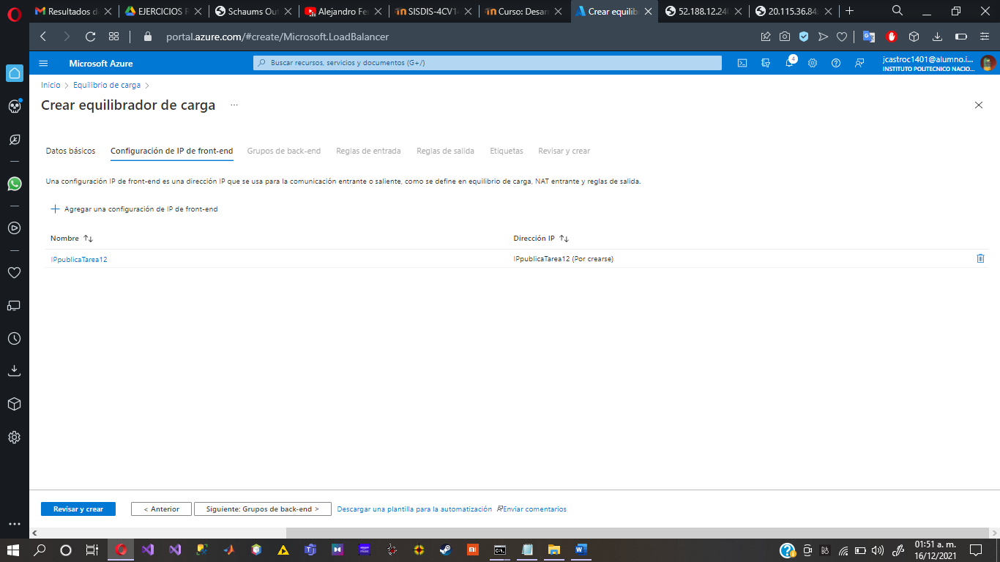 Resultados de
EJERCICIOS R
Schaums Out
Alejandro Fe
SISDIS-4CV1
Curso: Desar
Crear equilib
52.188.12.24
20.115.36.84
portal.azure.com/#create/Microsoft.LoadBalancer
Microsoft Azure
Buscar recursos, servicios y documentos (G+/)
4
jcastroc1401@alumno.i...
INSTITUTO POLITECNICO NACIO...
Inicio > Equilibrio de carga >
Crear equilibrador de carga ...
Datos básicos Configuración de IP de front-end Grupos de back-end Reglas de entrada Reglas de salida Etiquetas Revisar y crear
Una configuración IP de front-end es una dirección IP que se usa para la comunicación entrante o saliente, como se define en equilibrio de carga, NAT entrante y reglas de salida.
Agregar una configuración de IP de front-end
Nombre Dirección IP
IPpublicaTarea12 IPpublicaTarea12 (Por crearse)
Revisar y crear < Anterior Siguiente: Grupos de back-end > Descargar una plantilla para la automatización Enviar comentarios
01:51 a. m.
16/12/2021